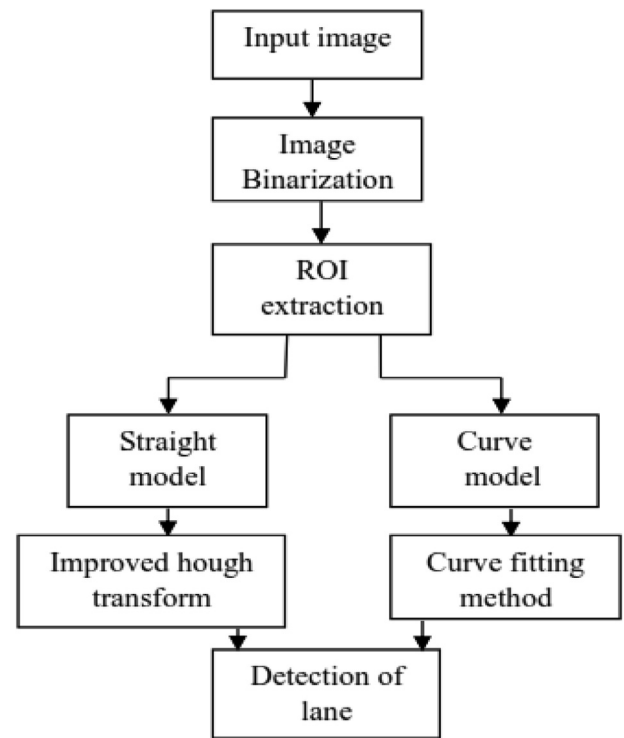 Input image
Image
Binarization
ROI
extraction
Straight
model
Curve
model
Improved hough
transform
Curve fitting
method
Detection of
lane